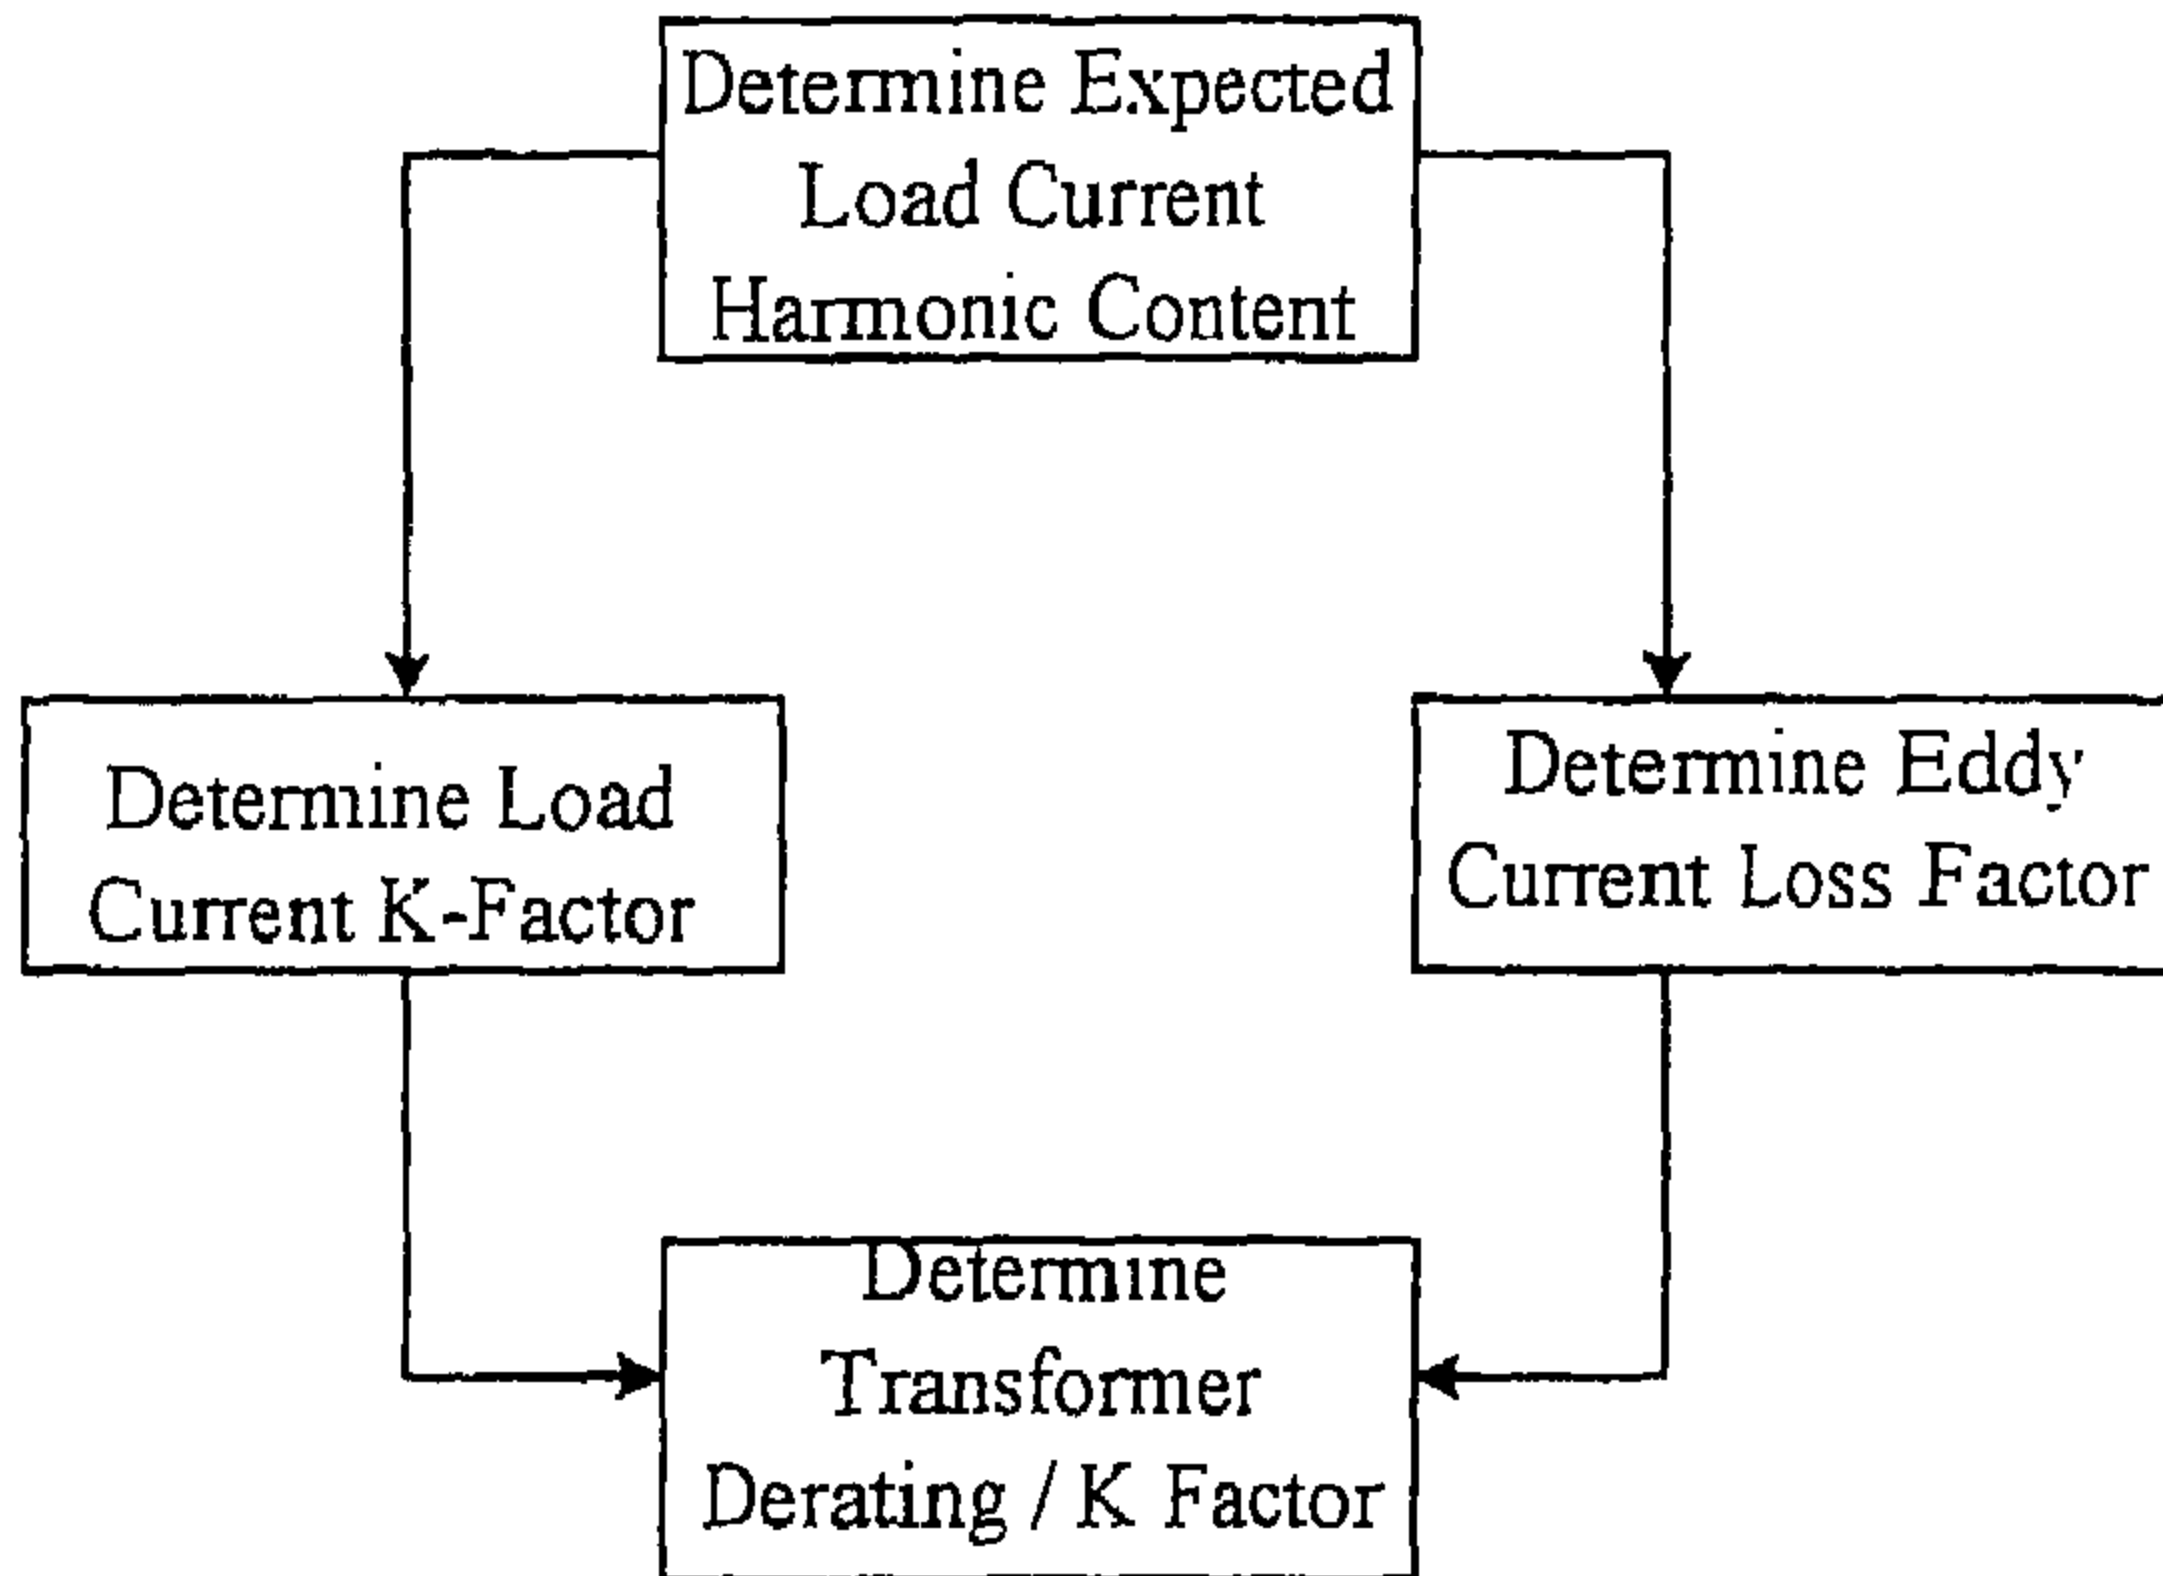 Determine Expected
Load Current
Harmonic Content
Determine Load
Current K-Factor
Determine Eddy
Current Loss Factor
Determine
Transformer
Derating / K Factor